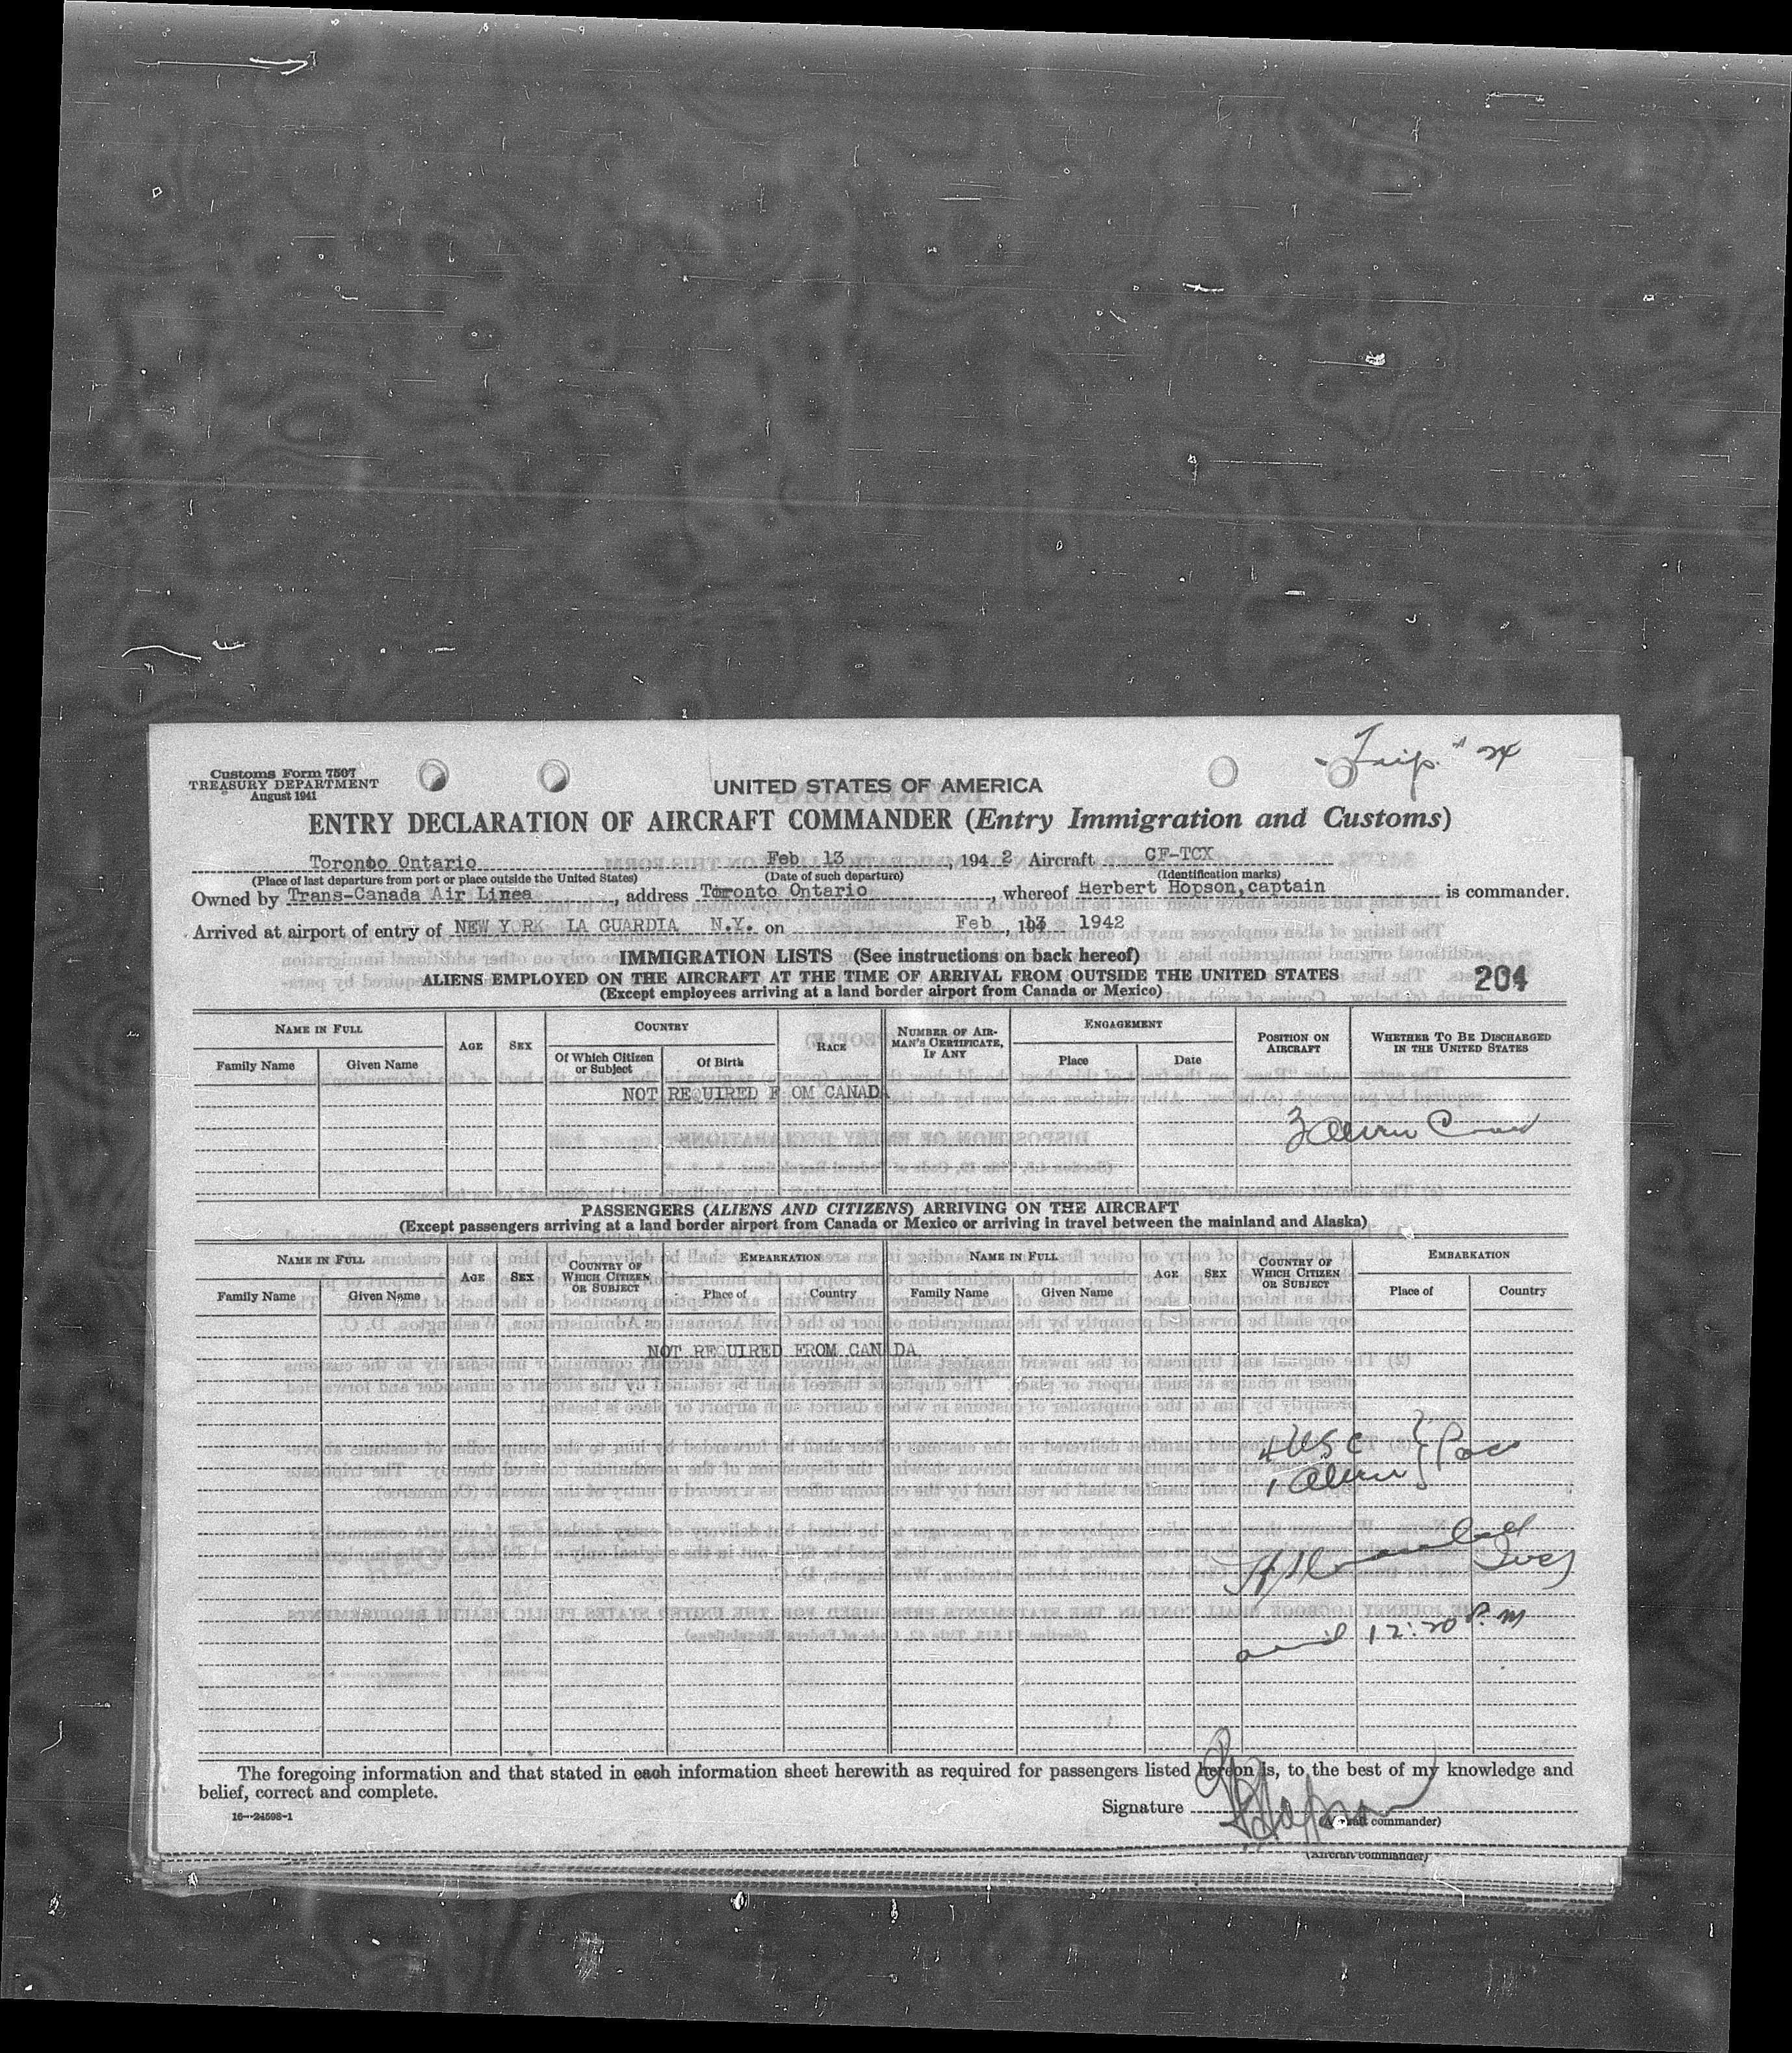 Trip # 24
Customs Form 7507
TREASURY DEPARTMENT
August 1941
UNITED STATES OF AMERICA
ENTRY DECLARATION OF AIRCRAFT COMMANDER (Entry Immigration and Customs)
Toronto Ontario Feb 13, 1942 Aircraft CF-TCX
(Place of last departure from port or place outside the United States) (Date of such departure) (Identification marks)
Owned by Trans-Canada Air Lines, address Toronto Ontario, whereof Herbert Hopson, captain is commander.
Arrived at airport of entry of NEW YORK LA GUARDIA N.Y. on Feb, 13 1942
IMMIGRATION LISTS (See instructions on back hereof)
ALIENS EMPLOYED ON THE AIRCRAFT AT THE TIME OF ARRIVAL FROM OUTSIDE THE UNITED STATES
204
(Except employees arriving at a land border airport from Canada or Mexico)
NAME IN FULL AGE SEX COUNTRY RACE NUMBER OF AIRMAN'S CERTIFICATE, IF ANY ENGAGEMENT POSITION ON AIRCRAFT WHETHER TO BE DISCHARGED IN THE UNITED STATES
Family Name Given Name Of Which Citizen or Subject Of Birth Place Date
NOT REQUIRED F OM CANADA
3 alien Crew
PASSENGERS (ALIENS AND CITIZENS) ARRIVING ON THE AIRCRAFT
(Except passengers arriving at a land border airport from Canada or Mexico or arriving in travel between the mainland and Alaska)
NAME IN FULL AGE SEX COUNTRY OF WHICH CITIZEN OR SUBJECT EMBARKATION NAME IN FULL AGE SEX COUNTRY OF WHICH CITIZEN OR SUBJECT EMBARKATION
Family Name Given Name Place of Country Family Name Given Name Place of Country
NOT REQUIRED FROM CAN DA
4 USC
1 alien } Pass
12:20 P.M
The foregoing information and that stated in each information sheet herewith as required for passengers listed hereon is, to the best of my knowledge and
belief, correct and complete.
Signature
16-24598-1
(Aircraft commander)
(Aircraft commander)